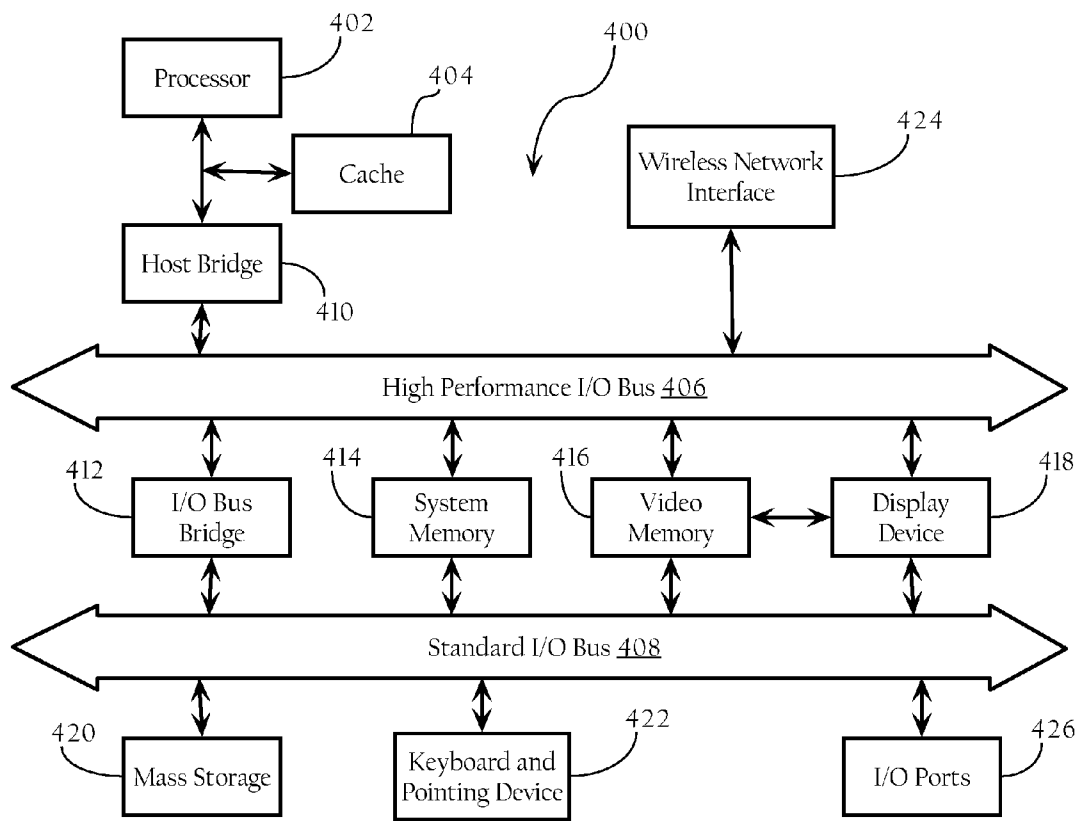 402
400
Processor
404
424
Cache
Wireless Network
Interface
Host Bridge
410
High Performance I/O Bus 406
412
414
416
418
I/O Bus
Bridge
System
Memory
Video
Memory
Display
Device
Standard I/O Bus 408
420
422
426
Mass Storage
Keyboard and
Pointing Device
I/O Ports